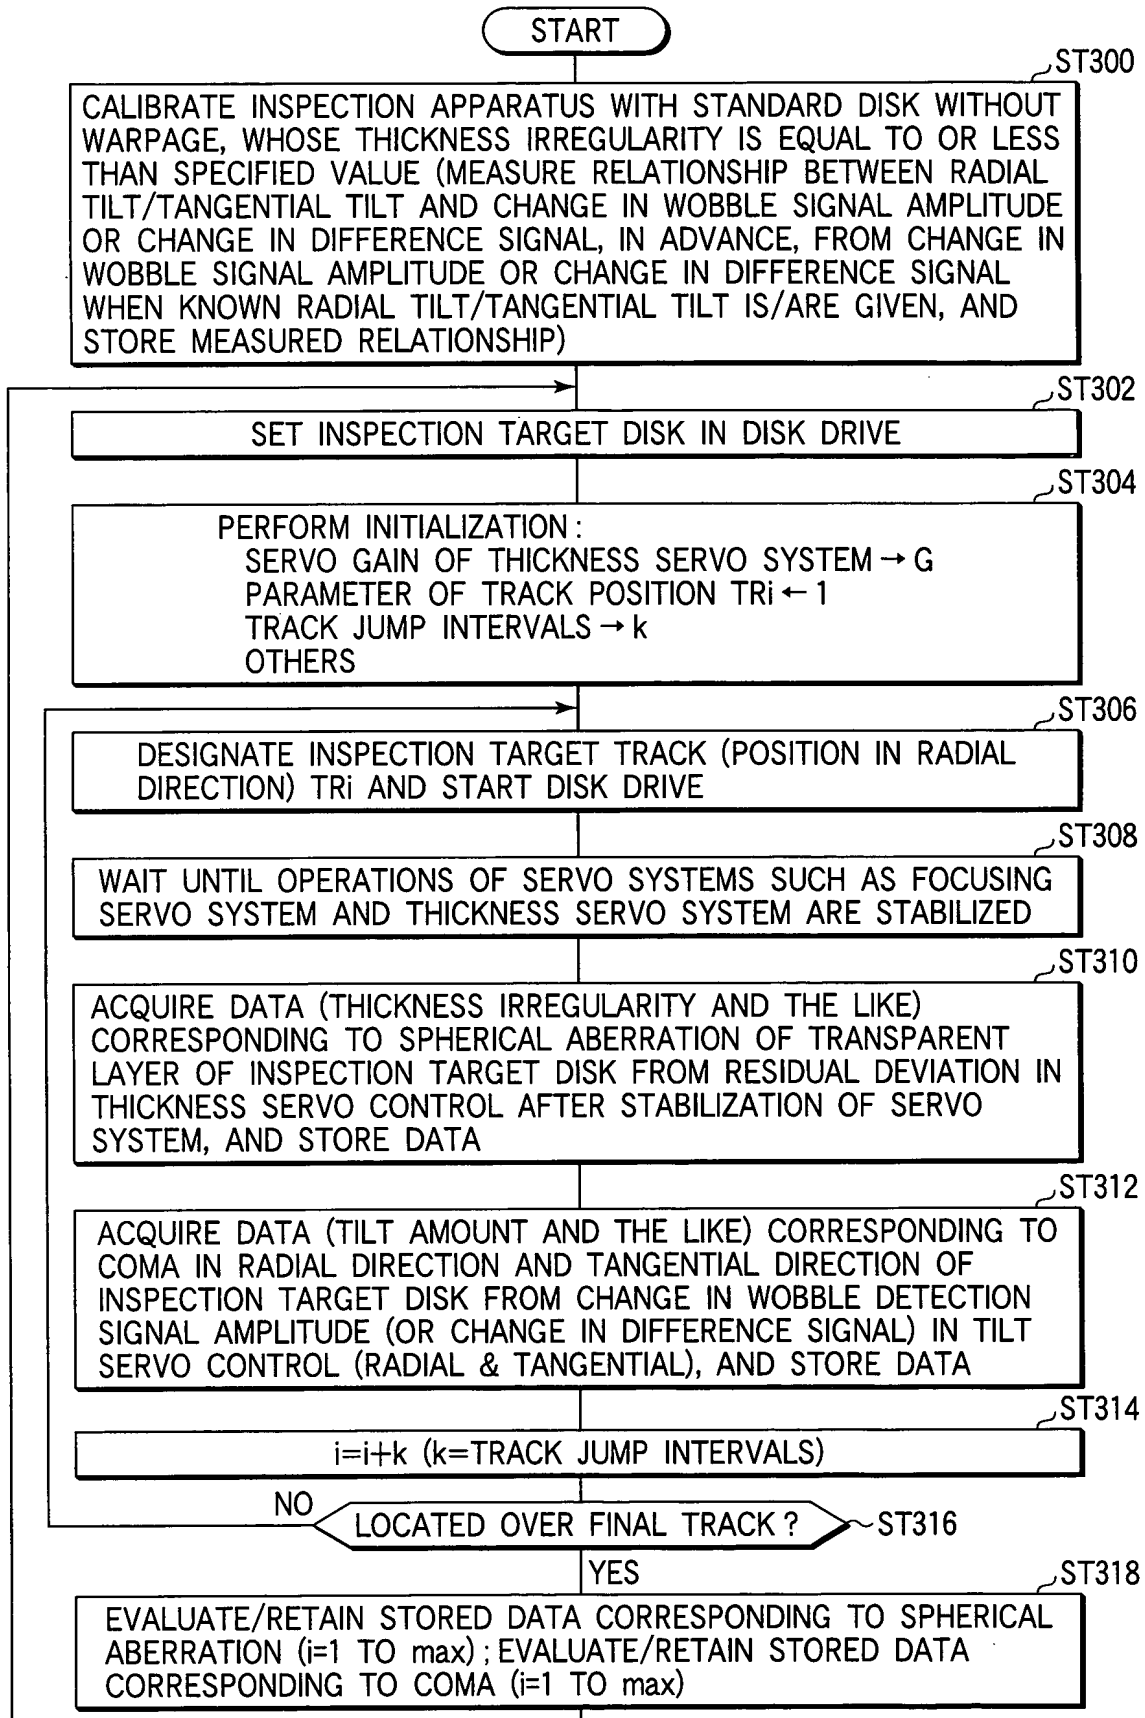 START
ST300
CALIBRATE INSPECTION APPARATUS WITH STANDARD DISK WITHOUT
WARPAGE, WHOSE THICKNESS IRREGULARITY IS EQUAL TO OR LESS
THAN SPECIFIED VALUE (MEASURE RELATIONSHIP BETWEEN RADIAL
TILT/TANGENTIAL TILT AND CHANGE IN WOBBLE SIGNAL AMPLITUDE
OR CHANGE IN DIFFERENCE SIGNAL, IN ADVANCE, FROM CHANGE IN
WOBBLE SIGNAL AMPLITUDE OR CHANGE IN DIFFERENCE SIGNAL
WHEN KNOWN RADIAL TILT/TANGENTIAL TILT IS/ARE GIVEN, AND
STORE MEASURED RELATIONSHIP)
ST302
SET INSPECTION TARGET DISK IN DISK DRIVE
ST304
PERFORM INITIALIZATION:
SERVO GAIN OF THICKNESS SERVO SYSTEM → G
PARAMETER OF TRACK POSITION TRi ← 1
TRACK JUMP INTERVALS → k
OTHERS
ST306
DESIGNATE INSPECTION TARGET TRACK (POSITION IN RADIAL
DIRECTION) TRi AND START DISK DRIVE
ST308
WAIT UNTIL OPERATIONS OF SERVO SYSTEMS SUCH AS FOCUSING
SERVO SYSTEM AND THICKNESS SERVO SYSTEM ARE STABILIZED
ST310
ACQUIRE DATA (THICKNESS IRREGULARITY AND THE LIKE)
CORRESPONDING TO SPHERICAL ABERRATION OF TRANSPARENT
LAYER OF INSPECTION TARGET DISK FROM RESIDUAL DEVIATION IN
THICKNESS SERVO CONTROL AFTER STABILIZATION OF SERVO
SYSTEM, AND STORE DATA
ST312
ACQUIRE DATA (TILT AMOUNT AND THE LIKE) CORRESPONDING TO
COMA IN RADIAL DIRECTION AND TANGENTIAL DIRECTION OF
INSPECTION TARGET DISK FROM CHANGE IN WOBBLE DETECTION
SIGNAL AMPLITUDE (OR CHANGE IN DIFFERENCE SIGNAL) IN TILT
SERVO CONTROL (RADIAL & TANGENTIAL), AND STORE DATA
ST314
i=i+k (k=TRACK JUMP INTERVALS)
NO
LOCATED OVER FINAL TRACK?
ST316
YES
ST318
EVALUATE/RETAIN STORED DATA CORRESPONDING TO SPHERICAL
ABERRATION (i=1 TO max); EVALUATE/RETAIN STORED DATA
CORRESPONDING TO COMA (i=1 TO max)